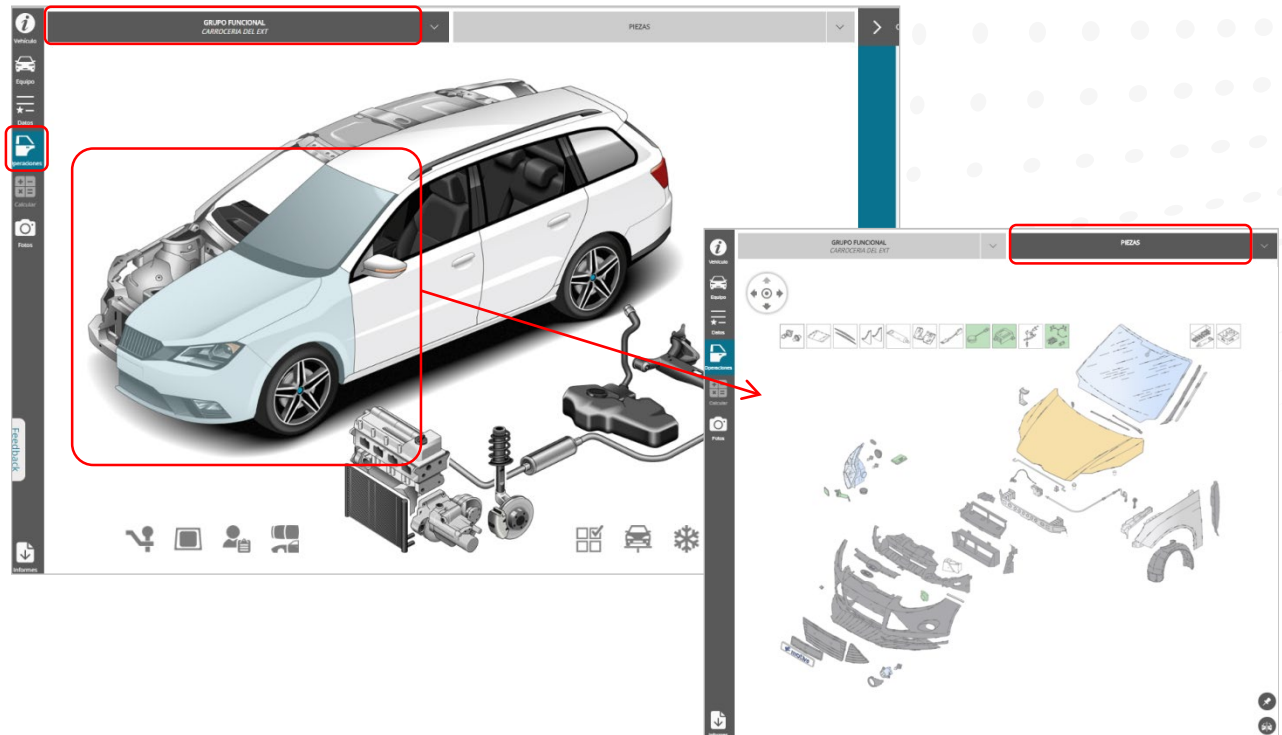 GRUPO FUNCIONAL
CARROCERIA DEL EXT
PIEZAS
Vehículo
Equipo
Datos
Operaciones
Calcular
Fotos
Feedback
Informes
GRUPO FUNCIONAL
CARROCERIA DEL EXT
PIEZAS
Vehículo
Equipo
Datos
Operaciones
Calcular
Fotos